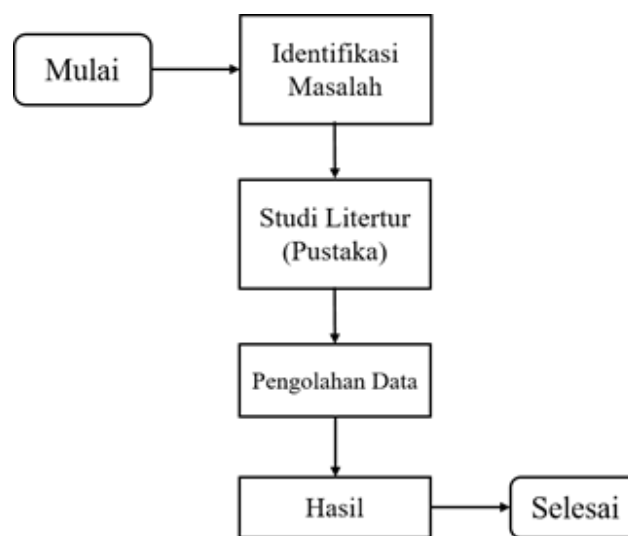 Mulai
Identifikasi
Masalah
Studi Litertur
(Pustaka)
Pengolahan Data
Hasil
Selesai